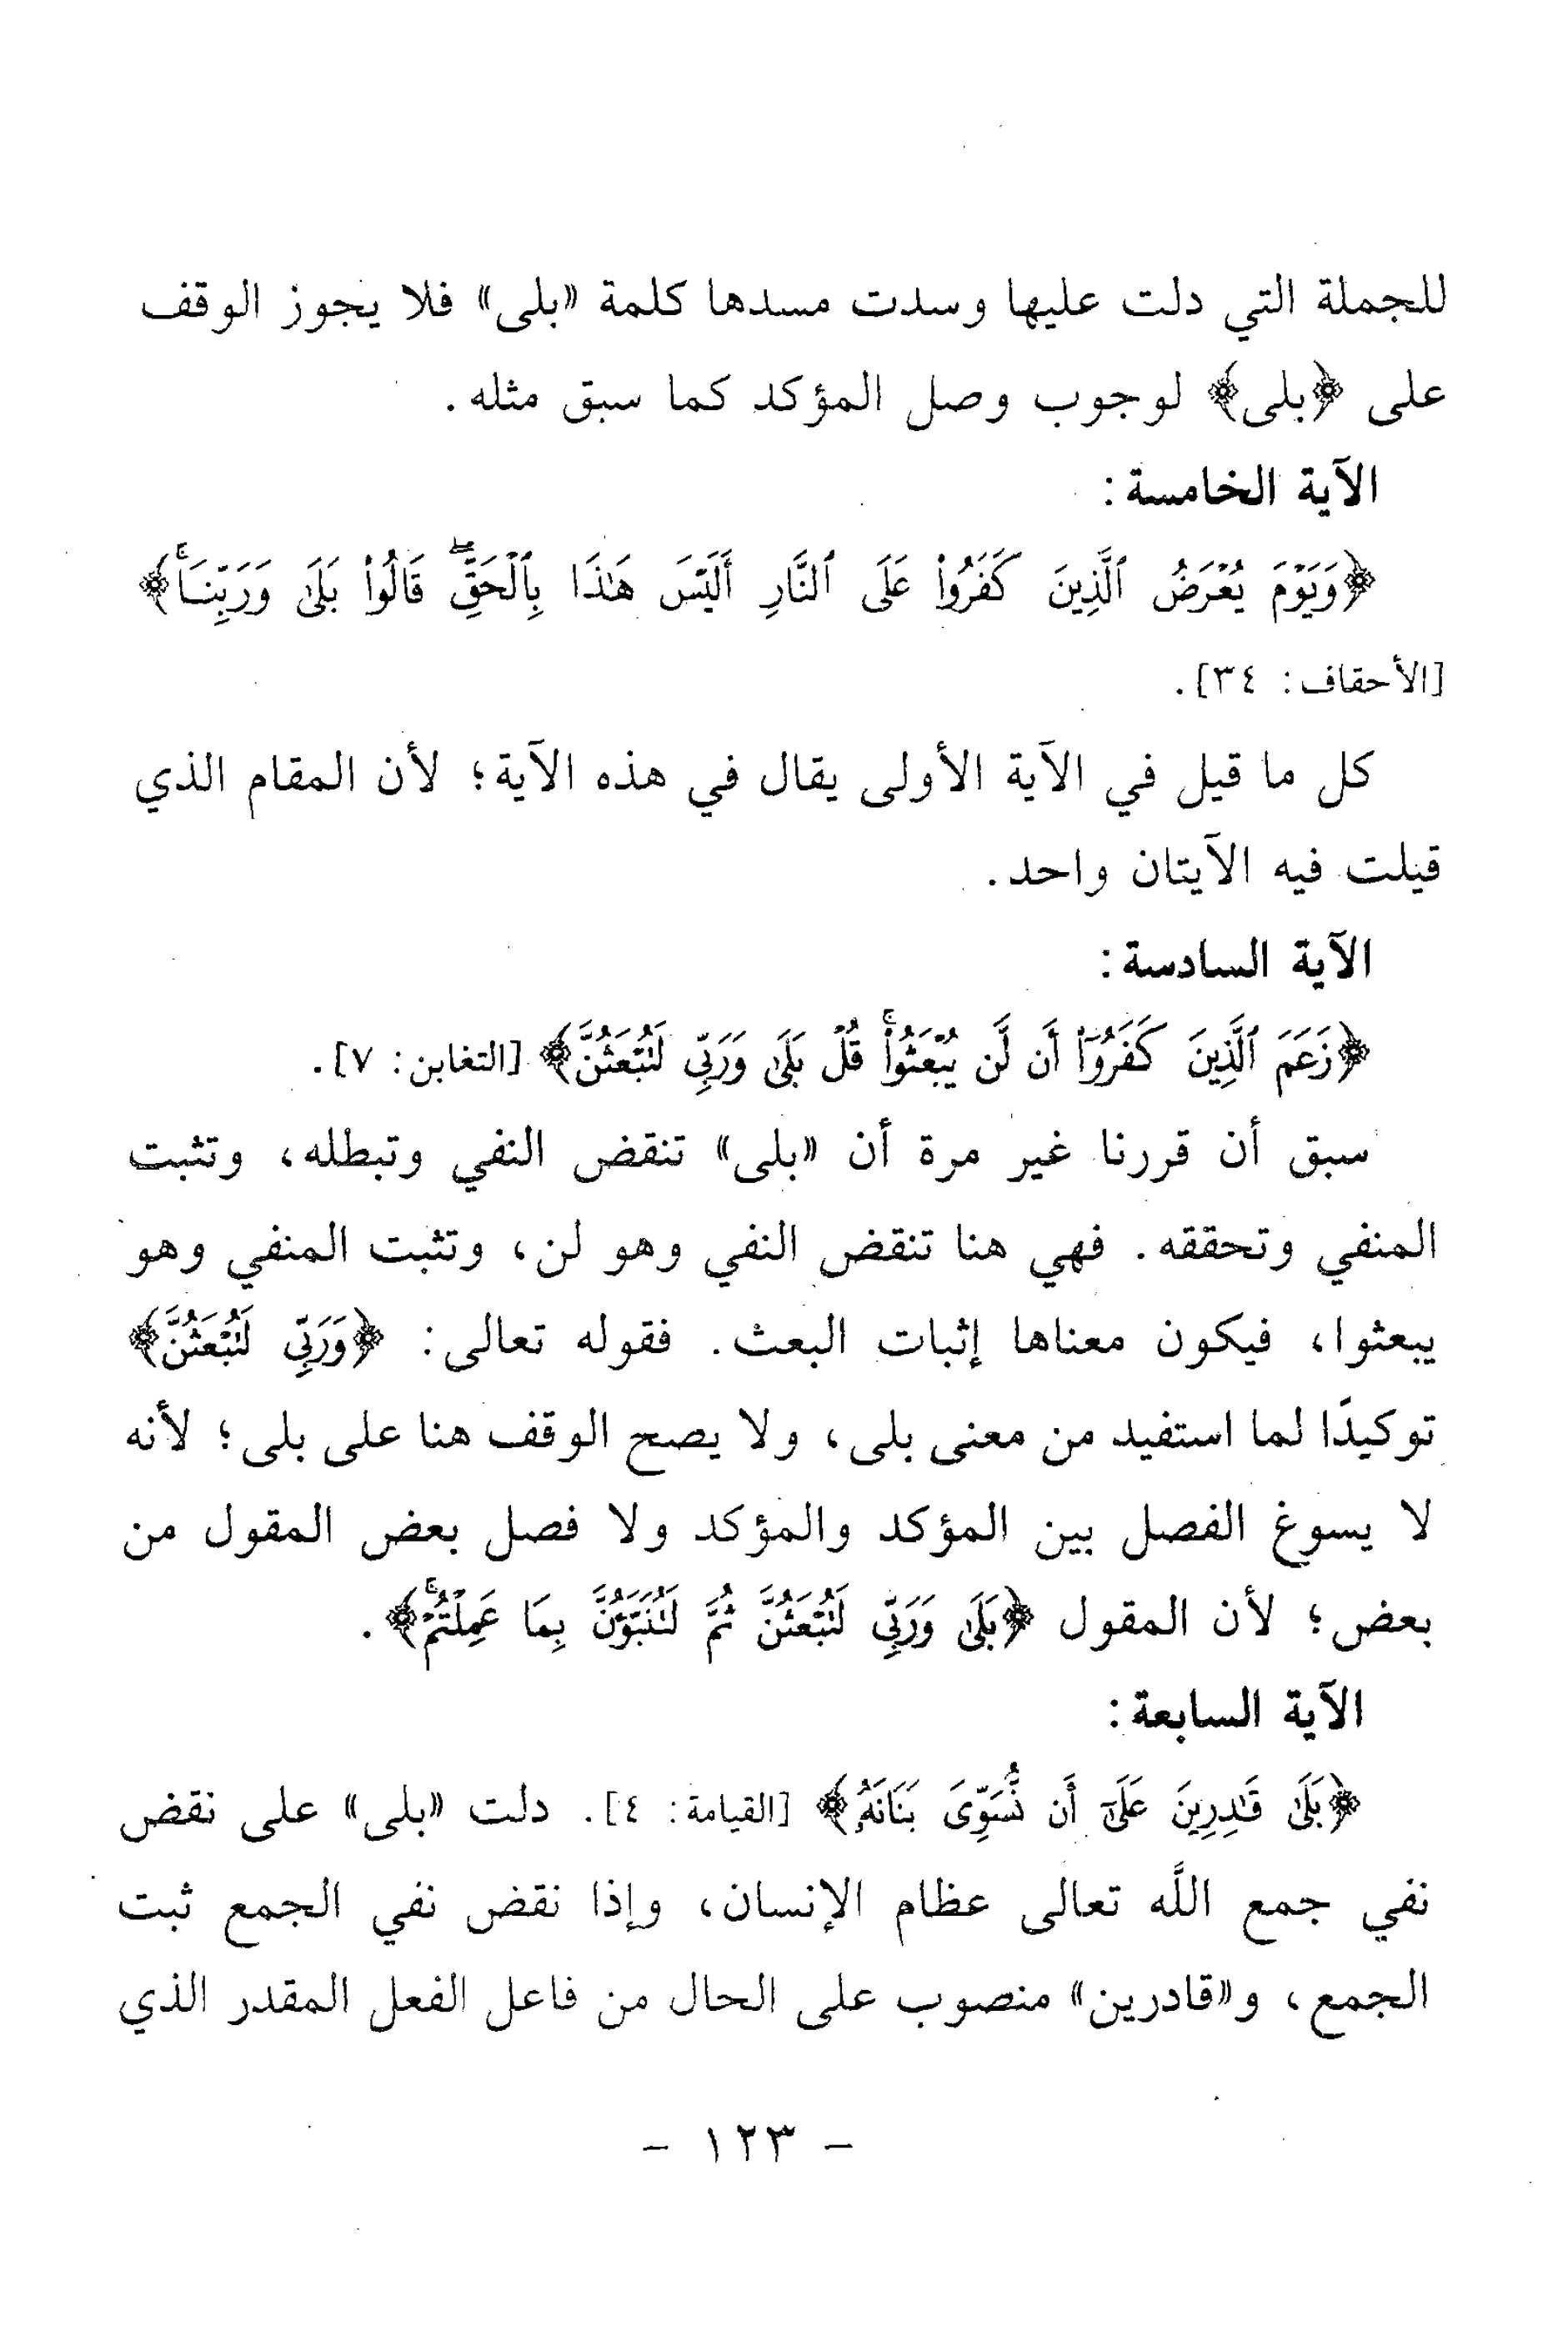 للجملة التي دلت عليها وسدت مسدها كلمة «بلى» فلا يجوز الوقف
على ﴿بلى﴾ لوجوب وصل المؤكد كما سبق مثله.
الآية الخامسة:
﴿وَيَوْمَ يُعْرَضُ ٱلَّذِينَ كَفَرُوا۟ عَلَى ٱلنَّارِ أَلَيْسَ هَٰذَا بِٱلْحَقِّ ۖ قَالُوا۟ بَلَىٰ وَرَبِّنَا ۚ﴾
[الأحقاف: ٣٤].
كل ما قيل في الآية الأولى يقال في هذه الآية؛ لأن المقام الذي
قيلت فيه الآيتان واحد.
الآية السادسة:
﴿زَعَمَ ٱلَّذِينَ كَفَرُوٓا۟ أَن لَّن يُبْعَثُوا۟ ۚ قُلْ بَلَىٰ وَرَبِّى لَتُبْعَثُنَّ﴾ [التغابن: ٧].
سبق أن قررنا غير مرة أن «بلى» تنقض النفي وتبطله، وتثبت
المنفي وتحققه. فهي هنا تنقض النفي وهو لن، وتثبت المنفي وهو
يبعثوا، فيكون معناها إثبات البعث. فقوله تعالى: ﴿وَرَبِّى لَتُبْعَثُنَّ﴾
توكيدًا لما استفيد من معنى بلى، ولا يصح الوقف هنا على بلى؛ لأنه
لا يسوغ الفصل بين المؤكد والمؤكد ولا فصل بعض المقول من
بعض؛ لأن المقول ﴿بَلَىٰ وَرَبِّى لَتُبْعَثُنَّ ثُمَّ لَتُنَبَّؤُنَّ بِمَا عَمِلْتُمْ ۚ﴾.
الآية السابعة:
﴿بَلَىٰ قَٰدِرِينَ عَلَىٰٓ أَن نُّسَوِّىَ بَنَانَهُۥ﴾ [القيامة: ٤]. دلت «بلى» على نقض
نفي جمع اللَّه تعالى عظام الإنسان، وإذا نقض نفي الجمع ثبت
الجمع، و«قادرين» منصوب على الحال من فاعل الفعل المقدر الذي
- ١٢٣ -